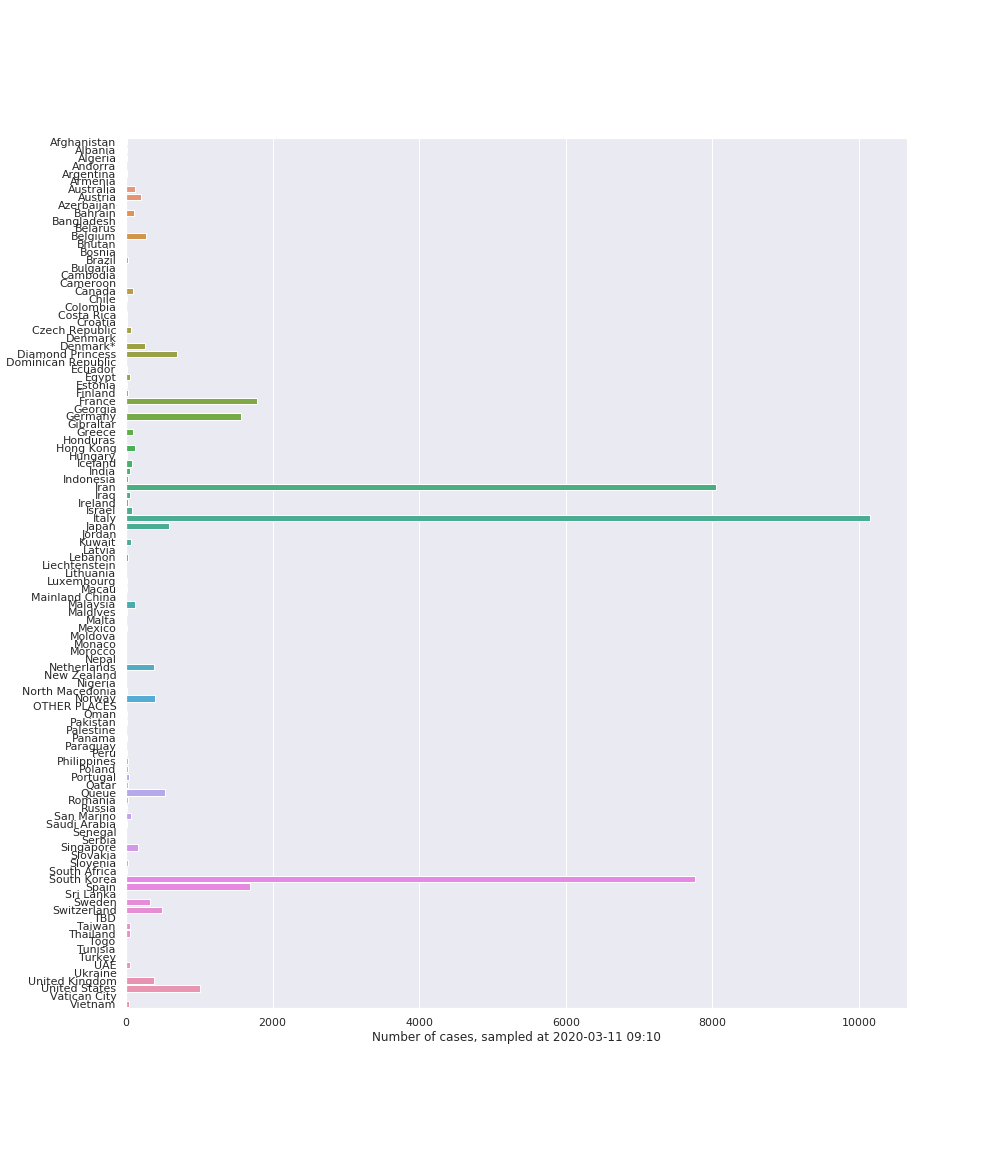 Afghanistan
Albania
Algeria
Andorra
Argentina
Armenia
Australia
Austria
Azerbaijan
Bahrain
Bangladesh
Belarus
Belgium
Bhutan
Bosnia
Brazil
Bulgaria
Cambodia
Cameroon
Canada
Chile
Colombia
Costa Rica
Croatia
Czech Republic
Denmark
Denmark*
Diamond Princess
Dominican Republic
Ecuador
Egypt
Estonia
Finland
France
Georgia
Germany
Gibraltar
Greece
Honduras
Hong Kong
Hungary
Iceland
India
Indonesia
Iran
Iraq
Ireland
Israel
Italy
Japan
Jordan
Kuwait
Latvia
Lebanon
Liechtenstein
Lithuania
Luxembourg
Macau
Mainland China
Malaysia
Maldives
Malta
Mexico
Moldova
Monaco
Morocco
Nepal
Netherlands
New Zealand
Nigeria
North Macedonia
Norway
OTHER PLACES
Oman
Pakistan
Palestine
Panama
Paraguay
Peru
Philippines
Poland
Portugal
Qatar
Queue
Romania
Russia
San Marino
Saudi Arabia
Senegal
Serbia
Singapore
Slovakia
Slovenia
South Africa
South Korea
Spain
Sri Lanka
Sweden
Switzerland
TBD
Taiwan
Thailand
Togo
Tunisia
Turkey
UAE
Ukraine
United Kingdom
United States
Vatican City
Vietnam
0 2000 4000 6000 8000 10000
Number of cases, sampled at 2020-03-11 09:10